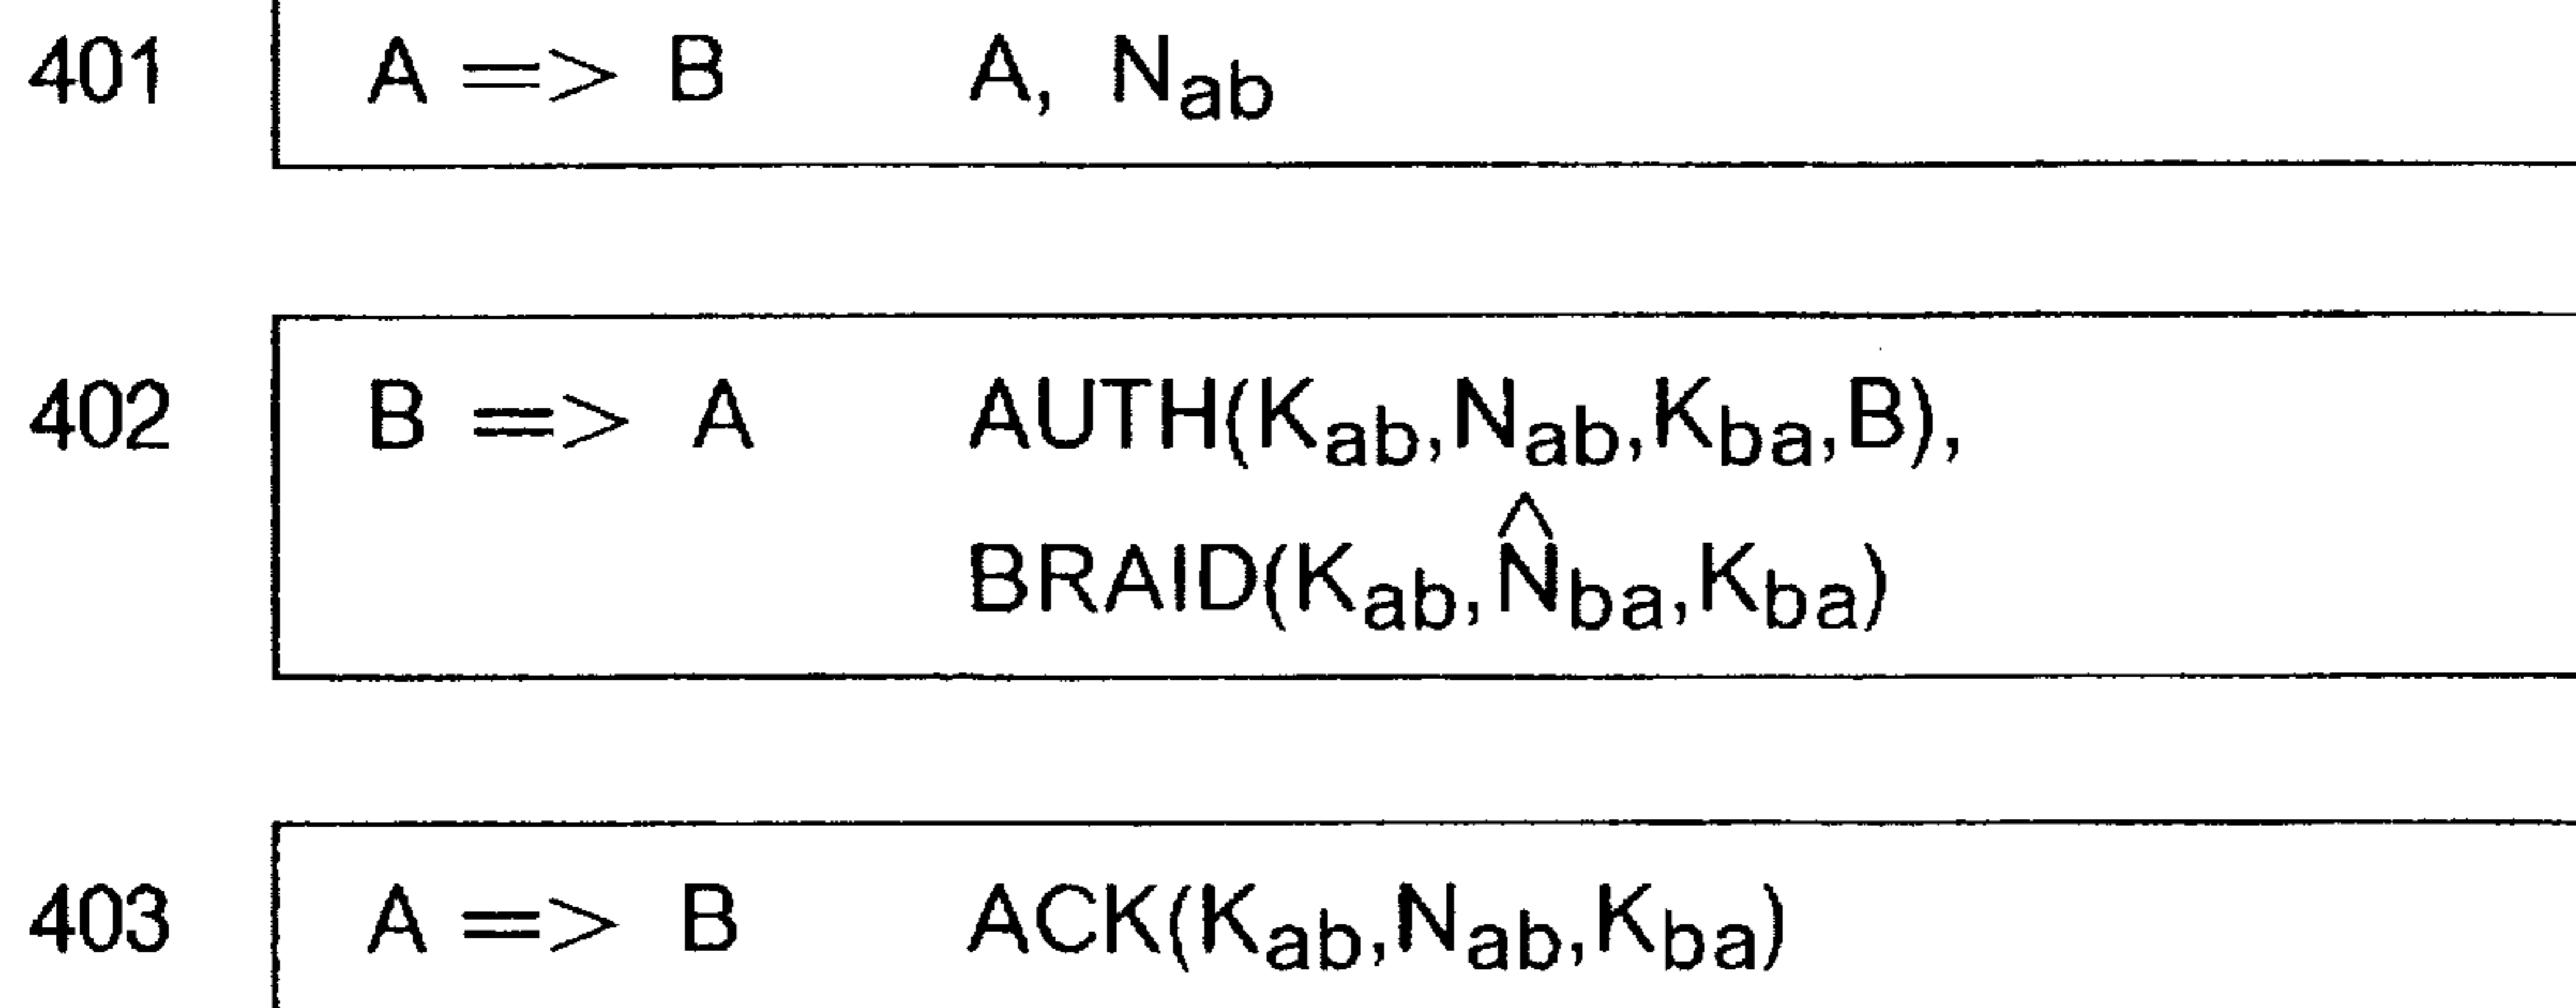 401 A => B A, Nab
402 B => A AUTH(Kab,Nab,Kba,B),
BRAID(Kab,N̂ba,Kba)
403 A => B ACK(Kab,Nab,Kba)